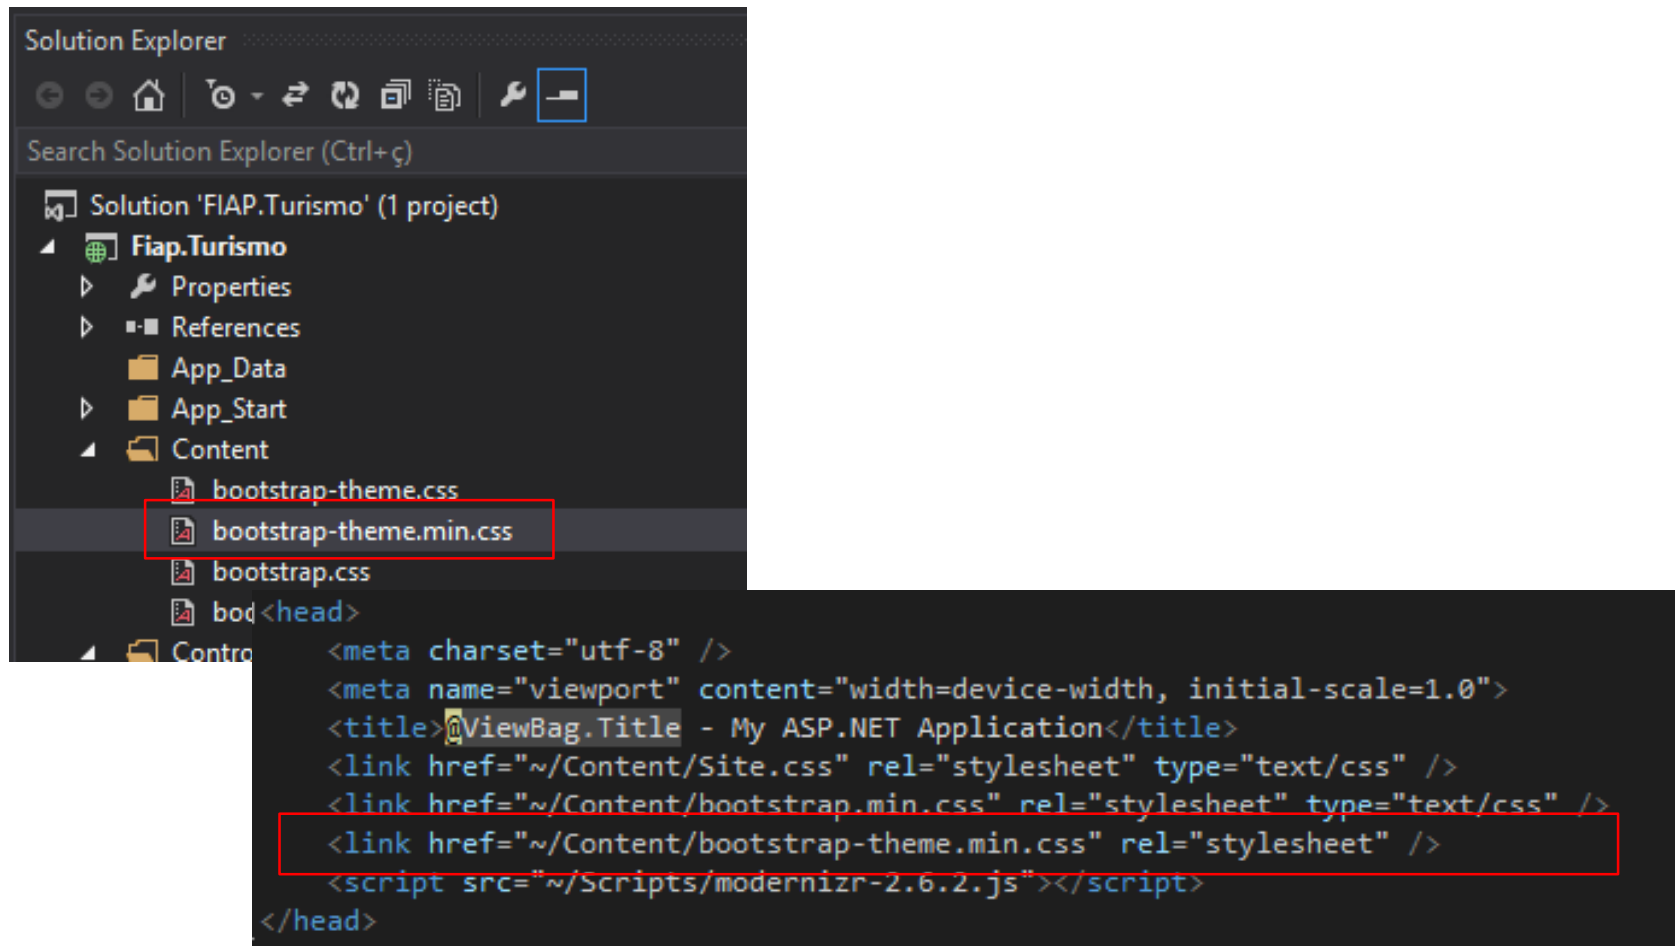 Solution Explorer
Search Solution Explorer (Ctrl+ç)
Solution 'FIAP.Turismo' (1 project)
Fiap.Turismo
Properties
References
App_Data
App_Start
Content
bootstrap-theme.css
bootstrap-theme.min.css
bootstrap.css
<head>
<meta charset="utf-8" />
<meta name="viewport" content="width=device-width, initial-scale=1.0">
<title>@ViewBag.Title - My ASP.NET Application</title>
<link href="~/Content/Site.css" rel="stylesheet" type="text/css" />
<link href="~/Content/bootstrap.min.css" rel="stylesheet" type="text/css" />
<link href="~/Content/bootstrap-theme.min.css" rel="stylesheet" />
<script src="~/Scripts/modernizr-2.6.2.js"></script>
</head>